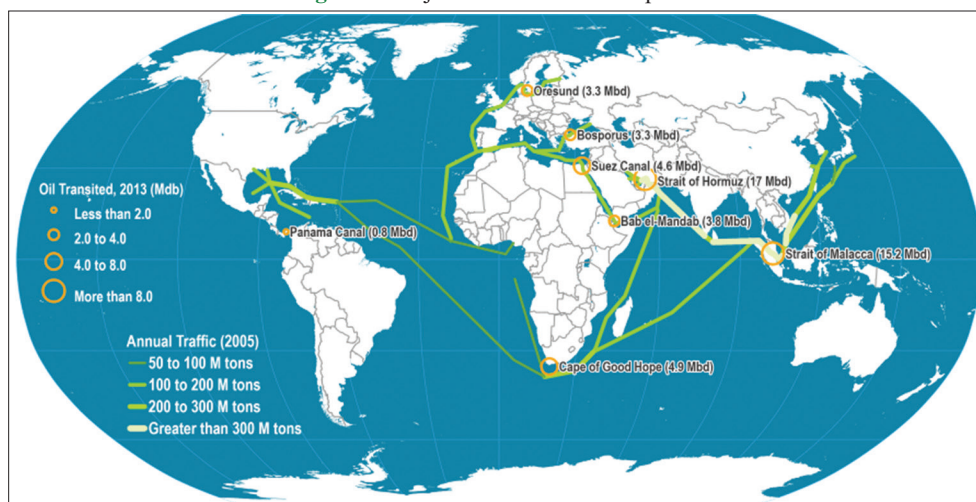 Oresund (3.3 Mbd)
Bosporus (3.3 Mbd)
Suez Canal (4.6 Mbd)
Strait of Hormuz (17 Mbd)
Oil Transited, 2013 (Mdb)
Less than 2.0
2.0 to 4.0
4.0 to 8.0
More than 8.0
Panama Canal (0.8 Mbd)
Bab el-Mandab (3.8 Mbd)
Strait of Malacca (15.2 Mbd)
Annual Traffic (2005)
50 to 100 M tons
100 to 200 M tons
200 to 300 M tons
Greater than 300 M tons
Cape of Good Hope (4.9 Mbd)